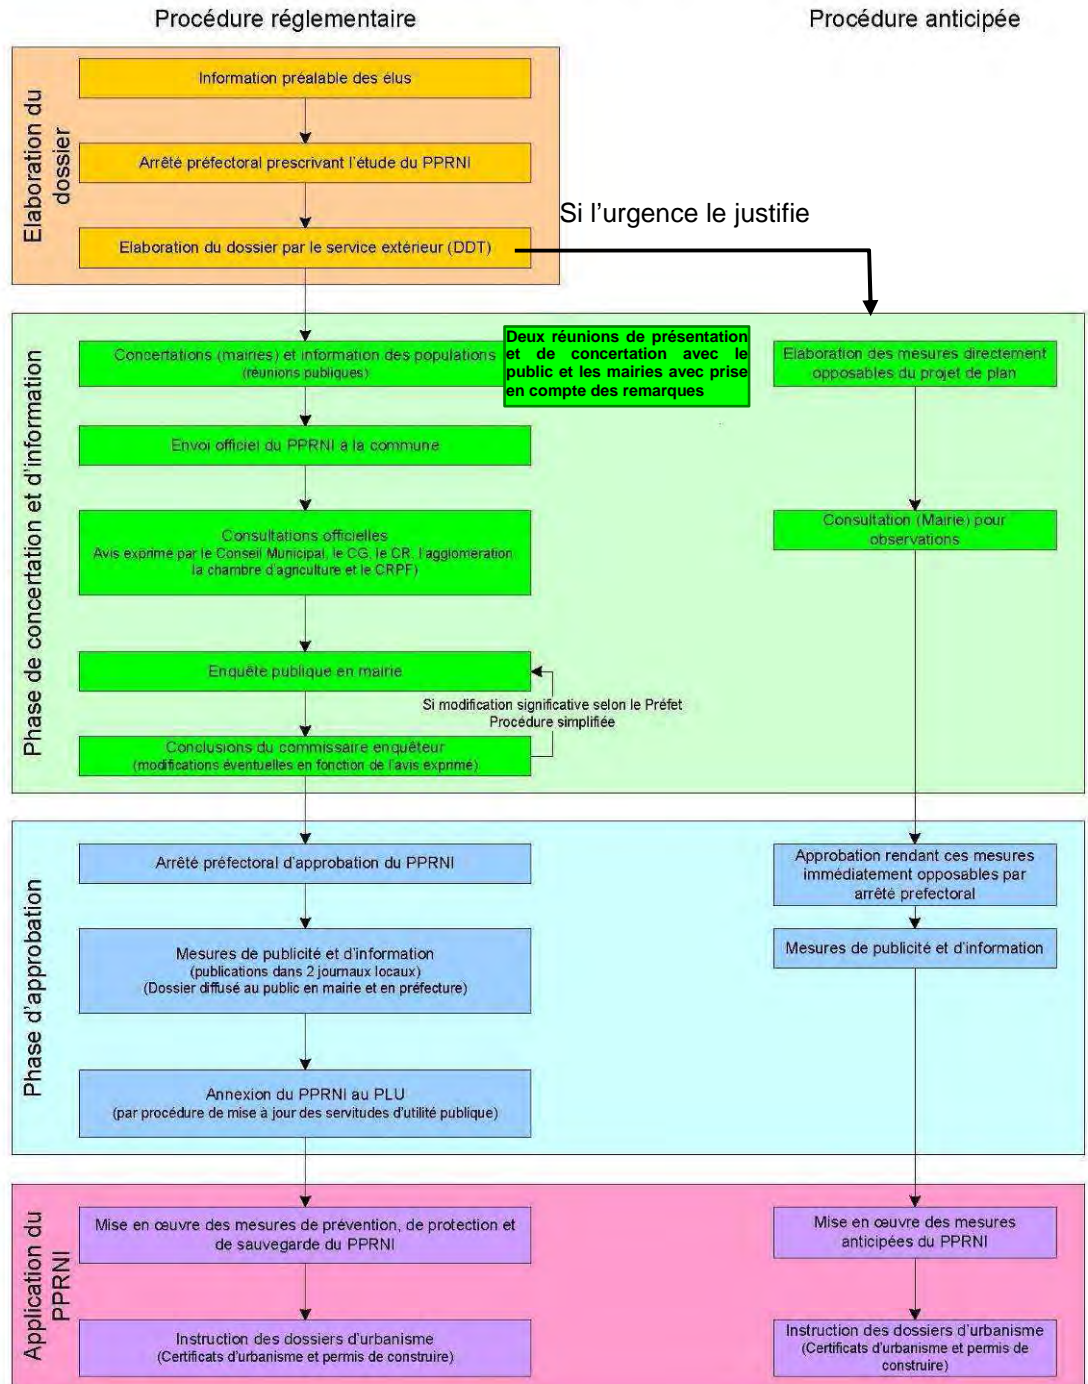 Procédure réglementaire
Procédure anticipée
Elaboration du
dossier
Information préalable des élus
Arrêté préfectoral prescrivant l'étude du PPRNI
Elaboration du dossier par le service extérieur (DDT)
Si l'urgence le justifie
Phase de concertation et d'information
Concertations (mairies) et information des populations
(réunions publiques)
Deux réunions de présentation
et de concertation avec le
public et les mairies avec prise
en compte des remarques
Elaboration des mesures directement
opposables du projet de plan
Envoi officiel du PPRNI à la commune
Consultations officielles
Avis exprimé par le Conseil Municipal, le CG, le CR, l'agglomération
la chambre d'agriculture et le CRPF)
Consultation (Mairie) pour
observations
Enquête publique en mairie
Si modification significative selon le Préfet
Procédure simplifiée
Conclusions du commissaire enquêteur
(modifications éventuelles en fonction de l'avis exprimé)
Phase d'approbation
Arrêté préfectoral d'approbation du PPRNI
Approbation rendant ces mesures
immédiatement opposables par
arrêté prefectoral
Mesures de publicité et d'information
(publications dans 2 journaux locaux)
(Dossier diffusé au public en mairie et en préfecture)
Mesures de publicité et d'information
Annexion du PPRNI au PLU
(par procédure de mise à jour des servitudes d'utilité publique)
Application du
PPRNI
Mise en œuvre des mesures de prévention, de protection et
de sauvegarde du PPRNI
Mise en œuvre des mesures
anticipées du PPRNI
Instruction des dossiers d'urbanisme
(Certificats d'urbanisme et permis de construire)
Instruction des dossiers d'urbanisme
(Certificats d'urbanisme et permis de
construire)